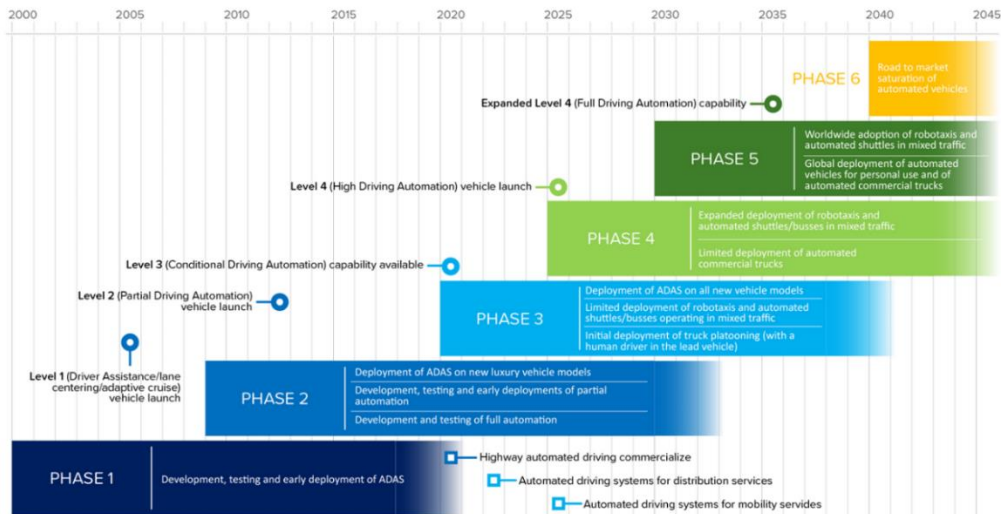 2000 2005 2010 2015 2020 2025 2030 2035 2040 2045
PHASE 6
Road to market
saturation of
automated vehicles
Expanded Level 4 (Full Driving Automation) capability
PHASE 5
Worldwide adoption of robotaxis and
automated shuttles in mixed traffic
Global deployment of automated
vehicles for personal use and of
automated commercial trucks
Level 4 (High Driving Automation) vehicle launch
PHASE 4
Expanded deployment of robotaxis and
automated shuttles/busses in mixed traffic
Limited deployment of automated
commercial trucks
Level 3 (Conditional Driving Automation) capability available
Level 2 (Partial Driving Automation)
vehicle launch
PHASE 3
Deployment of ADAS on all new vehicle models
Limited deployment of robotaxis and automated
shuttles/busses operating in mixed traffic
Initial deployment of truck platooning (with a
human driver in the lead vehicle)
Level 1 (Driver Assistance/lane
centering/adaptive cruise)
vehicle launch
PHASE 2
Deployment of ADAS on new luxury vehicle models
Development, testing and early deployments of partial
automation
Development and testing of full automation
PHASE 1
Development, testing and early deployment of ADAS
Highway automated driving commercialize
Automated driving systems for distribution services
Automated driving systems for mobility servides